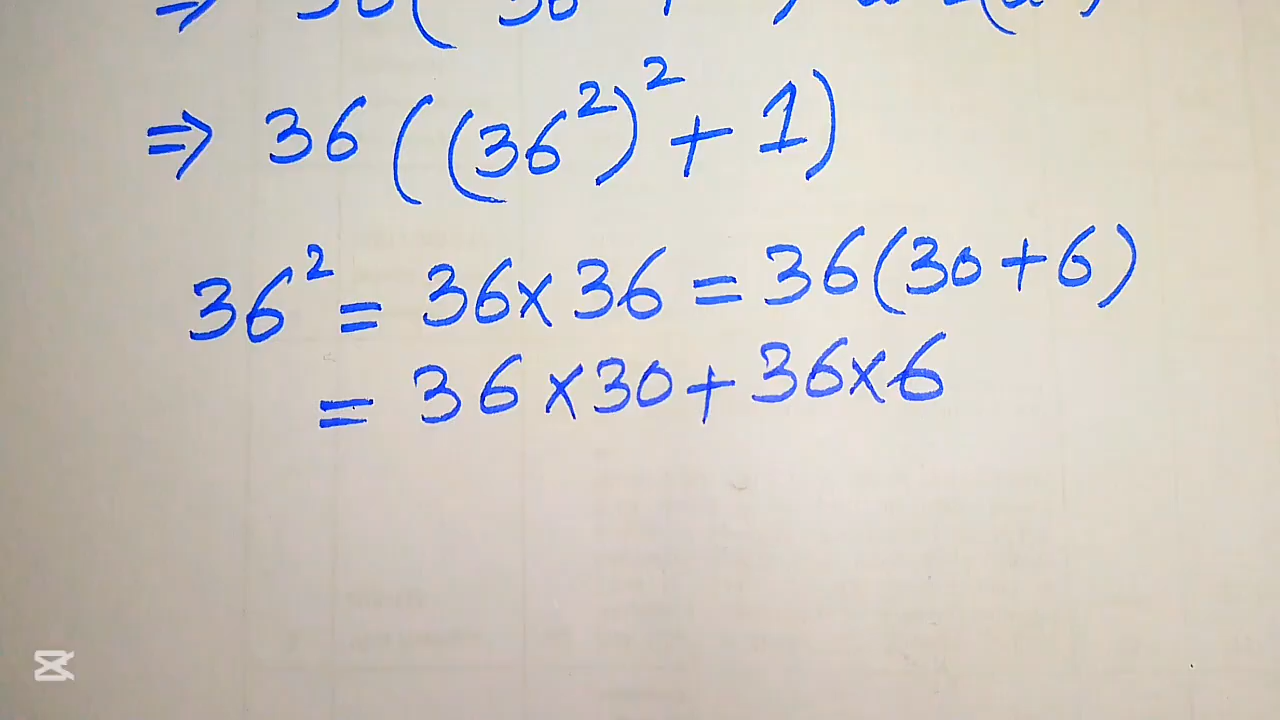 ⇒ 36((36²)² + 1)
36² = 36×36 = 36(30+6)
= 36×30+36×6